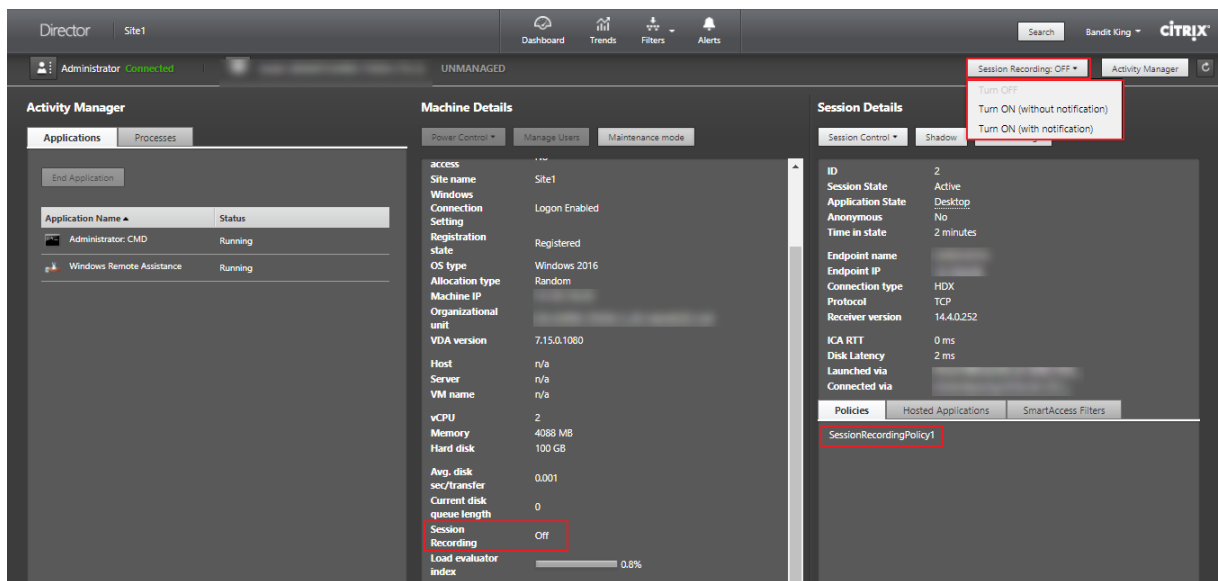 Director Site1
Dashboard Trends Filters Alerts
Search Bandit King CİTRİX
Administrator Connected
UNMANAGED
Session Recording: OFF
Activity Manager
Turn OFF
Turn ON (without notification)
Turn ON (with notification)
Activity Manager
Applications Processes
End Application
Application Name Status
Administrator: CMD Running
Windows Remote Assistance Running
Machine Details
Power Control Manage Users Maintenance mode
access
Site name Site1
Windows
Connection Logon Enabled
Setting
Registration
state Registered
OS type Windows 2016
Allocation type Random
Machine IP
Organizational
unit
VDA version 7.15.0.1080
Host n/a
Server n/a
VM name n/a
vCPU 2
Memory 4088 MB
Hard disk 100 GB
Avg. disk
sec/transfer 0.001
Current disk
queue length 0
Session
Recording Off
Load evaluator
index 0.8%
Session Details
Session Control Shadow
ID 2
Session State Active
Application State Desktop
Anonymous No
Time in state 2 minutes
Endpoint name
Endpoint IP
Connection type HDX
Protocol TCP
Receiver version 14.4.0.252
ICA RTT 0 ms
Disk Latency 2 ms
Launched via
Connected via
Policies Hosted Applications SmartAccess Filters
SessionRecordingPolicy1